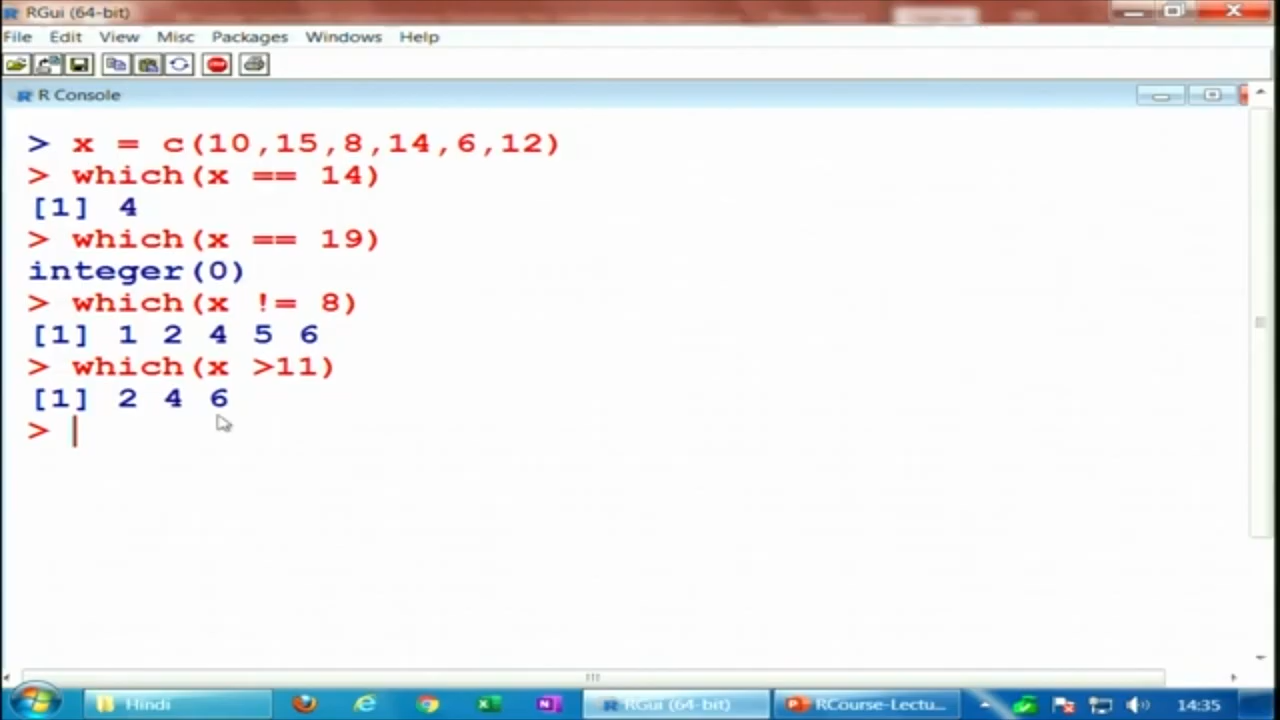 RGui (64-bit)
File Edit View Misc Packages Windows Help
R Console
> x = c(10,15,8,14,6,12)
> which(x == 14)
[1] 4
> which(x == 19)
integer(0)
> which(x != 8)
[1] 1 2 4 5 6
> which(x >11)
[1] 2 4 6
>
Hindi RGui (64-bit) RCourse-Lectu... 14:35